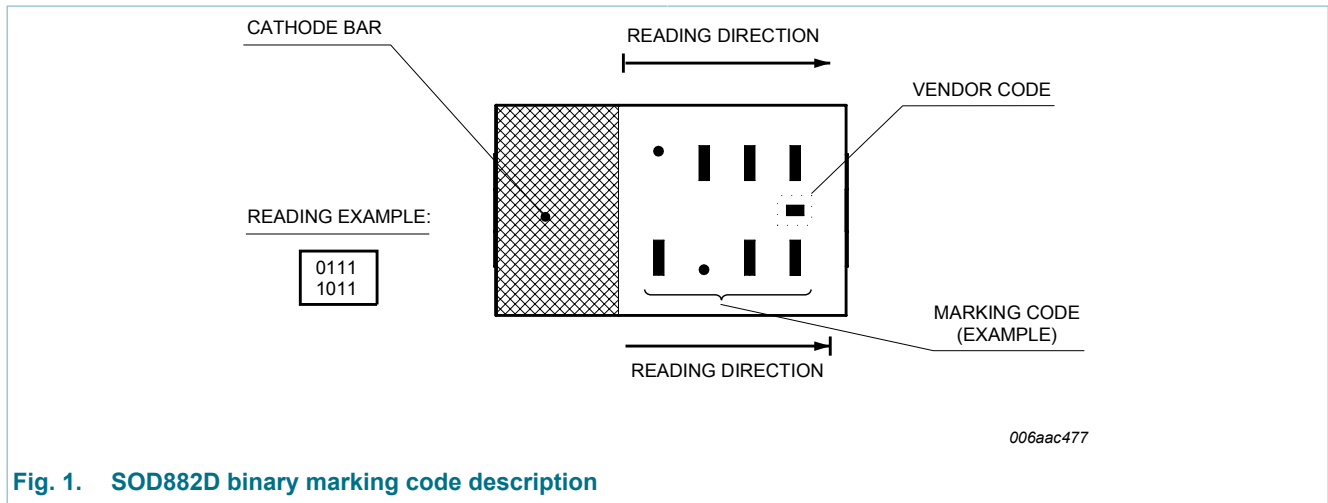 CATHODE BAR
READING DIRECTION
VENDOR CODE
READING EXAMPLE:
0111
1011
MARKING CODE
(EXAMPLE)
READING DIRECTION
006aac477
Fig. 1. SOD882D binary marking code description